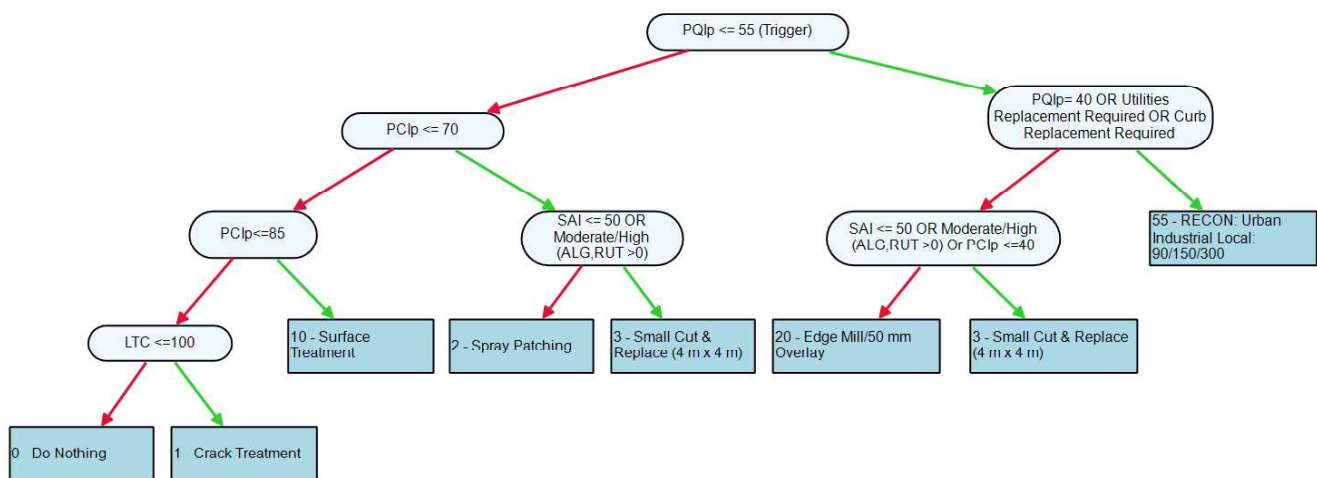 PQIp <= 55 (Trigger)
PQIp= 40 OR Utilities
Replacement Required OR Curb
Replacement Required
PCIp <= 70
PCIp<=85
SAI <= 50 OR
Moderate/High
(ALG,RUT >0)
SAI <= 50 OR Moderate/High
(ALG,RUT >0) Or PCIp <=40
55 - RECON: Urban
Industrial Local:
90/150/300
LTC <=100
10 - Surface
Treatment
2 - Spray Patching
3 - Small Cut &
Replace (4 m x 4 m)
20 - Edge Mill/50 mm
Overlay
3 - Small Cut & Replace
(4 m x 4 m)
0 Do Nothing
1 Crack Treatment